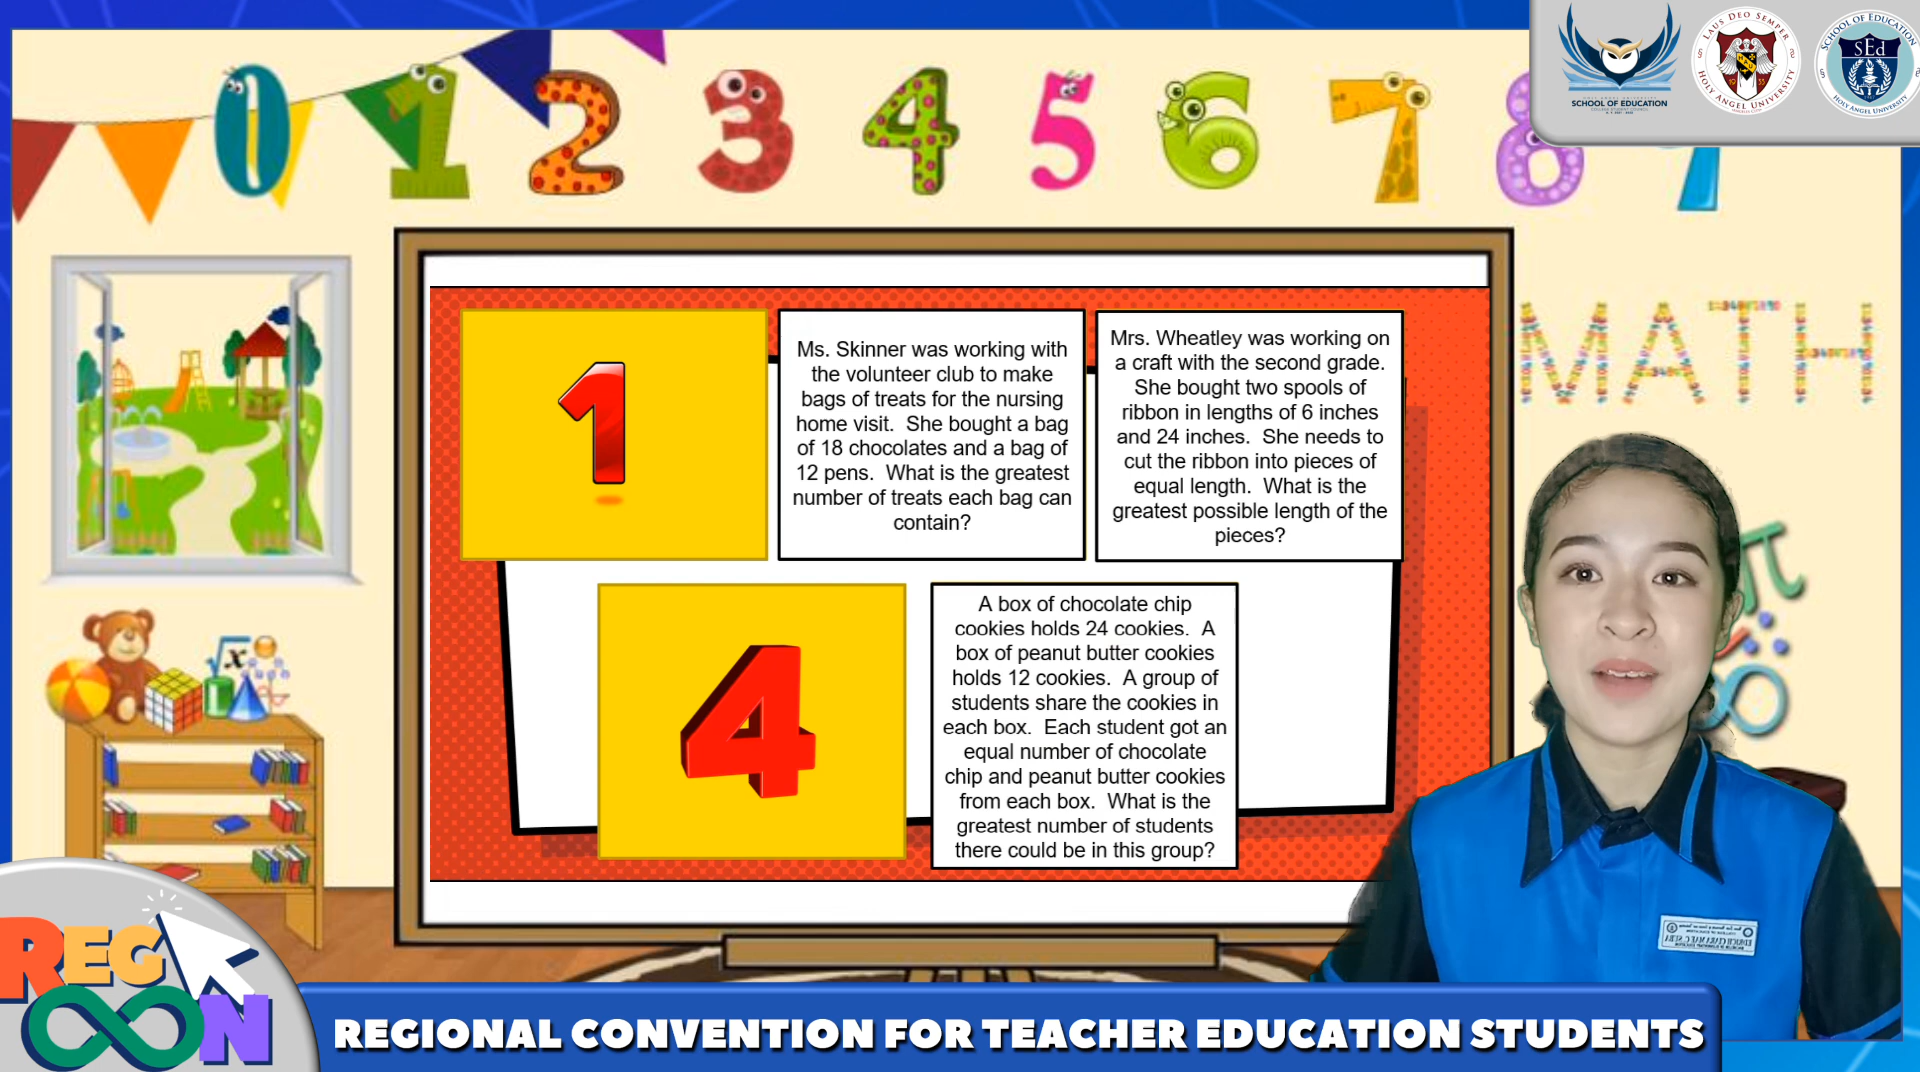 0 1 2 3 4 5 6 7 8 9
SCHOOL OF EDUCATION
LAUS DEO SEMPER
HOLY ANGEL UNIVERSITY
SCHOOL OF EDUCATION
sEd
HOLY ANGEL UNIVERSITY
MATH
1
Ms. Skinner was working with
the volunteer club to make
bags of treats for the nursing
home visit. She bought a bag
of 18 chocolates and a bag of
12 pens. What is the greatest
number of treats each bag can
contain?
Mrs. Wheatley was working on
a craft with the second grade.
She bought two spools of
ribbon in lengths of 6 inches
and 24 inches. She needs to
cut the ribbon into pieces of
equal length. What is the
greatest possible length of the
pieces?
4
A box of chocolate chip
cookies holds 24 cookies. A
box of peanut butter cookies
holds 12 cookies. A group of
students share the cookies in
each box. Each student got an
equal number of chocolate
chip and peanut butter cookies
from each box. What is the
greatest number of students
there could be in this group?
π
x
REG
CON
REGIONAL CONVENTION FOR TEACHER EDUCATION STUDENTS